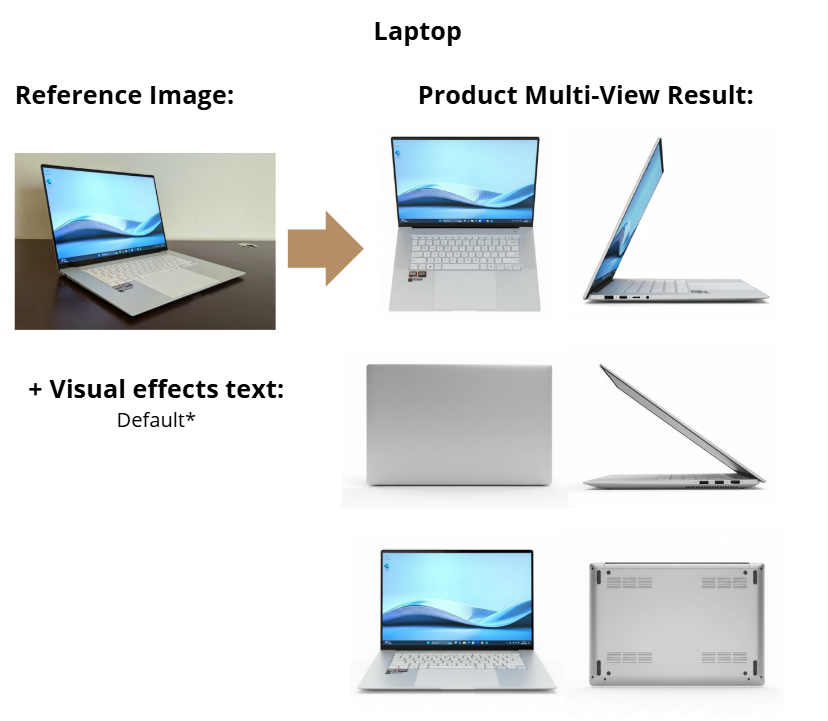 Laptop
Reference Image:
Product Multi-View Result:
+ Visual effects text:
Default*